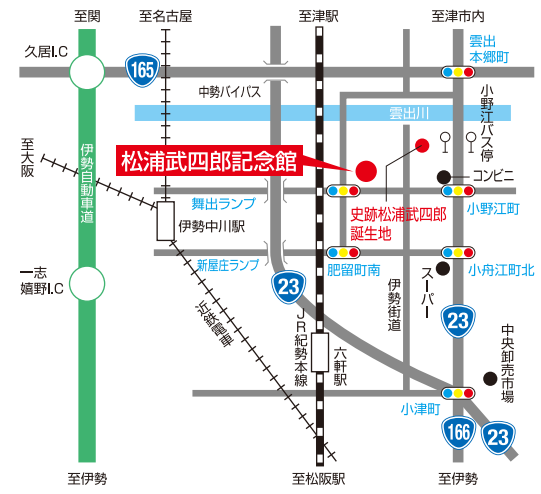 至関
至名古屋
至津駅
至津市内
久居I.C
165
23
雲出
本郷町
中勢バイパス
雲出川
小野江バス停
至大阪
伊勢自動車道
松浦武四郎記念館
コンビニ
舞出ランプ
史跡松浦武四郎
誕生地
小野江町
伊勢中川駅
新屋庄ランプ
肥留町南
小舟江町北
一志
嬉野I.C
23
伊勢街道
スーパー
23
近鉄電車
JR紀勢本線
六軒駅
中央卸売市場
小津町
166
23
至伊勢
至松阪駅
至伊勢